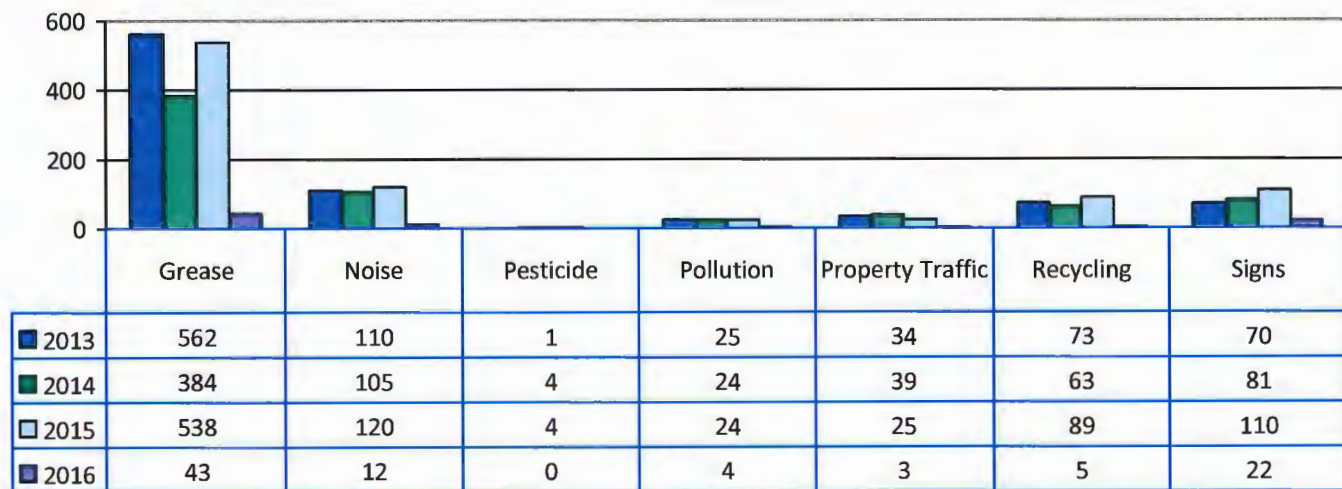 600
400
200
0
Grease Noise Pesticide Pollution Property Traffic Recycling Signs
2013 562 110 1 25 34 73 70
2014 384 105 4 24 39 63 81
2015 538 120 4 24 25 89 110
2016 43 12 0 4 3 5 22